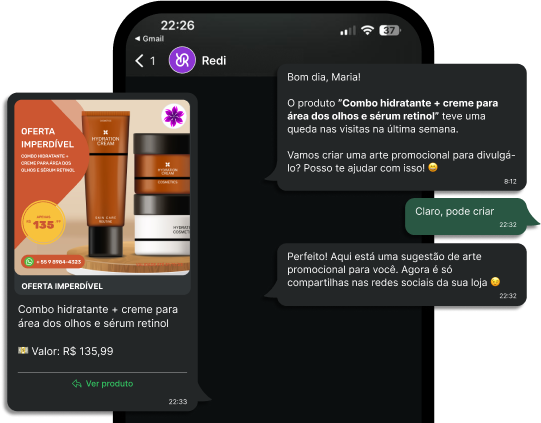 22:26
Gmail
37
1
Redi
Bom dia, Maria!
O produto "Combo hidratante + creme para
área dos olhos e sérum retinol" teve uma
queda nas visitas na última semana.
Vamos criar uma arte promocional para divulgá-
lo? Posso te ajudar com isso! 😄
8:12
Claro, pode criar
22:32
Perfeito! Aqui está uma sugestão de arte
promocional para você. Agora é só
compartilhas nas redes sociais da sua loja 😉
22:32
OFERTA
IMPERDÍVEL
COMBO HIDRATANTE +
CREME PARA ÁREA DOS
OLHOS E SÉRUM RETINOL
R$ 135
+ 55 9 8984-4323
HYDRATION
CREAM
SKIN CARE
HYDRATION
CREAM
COSMETICS
HYDRATION
OFERTA IMPERDÍVEL
Combo hidratante + creme para
área dos olhos e sérum retinol
💵 Valor: R$ 135,99
Ver produto
22:33